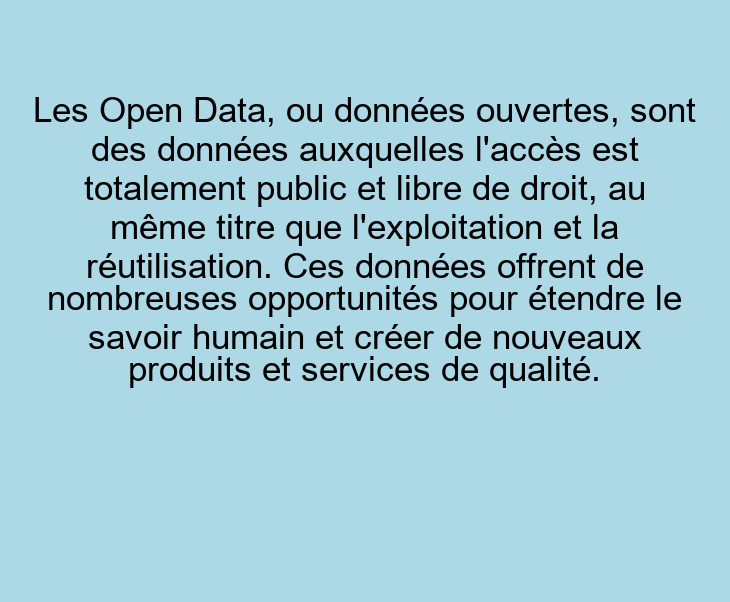 Les Open Data, ou données ouvertes, sont
des données auxquelles l'accès est
totalement public et libre de droit, au
même titre que l'exploitation et la
réutilisation. Ces données offrent de
nombreuses opportunités pour étendre le
savoir humain et créer de nouveaux
produits et services de qualité.